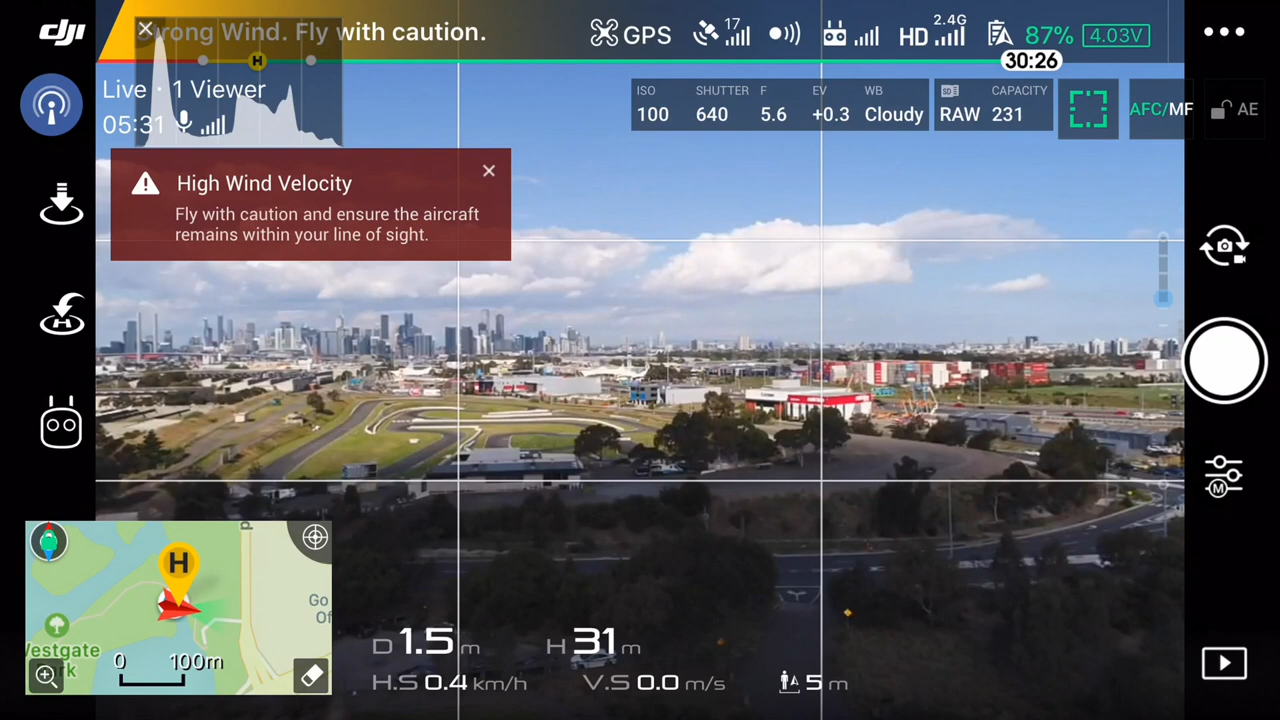 dji
Strong Wind. Fly with caution.
GPS
17
HD
2.4G
87%
4.03V
30:26
H
Live · 1 Viewer
05:31
ISO
100
SHUTTER
640
F
5.6
EV
+0.3
WB
Cloudy
RAW
CAPACITY
231
AFC/MF
AE
High Wind Velocity
Fly with caution and ensure the aircraft
remains within your line of sight.
H
M
H
Go
Of
Westgate
Park
0
100m
D 1.5 m
H 31 m
H.S 0.4 km/h
V.S 0.0 m/s
5 m